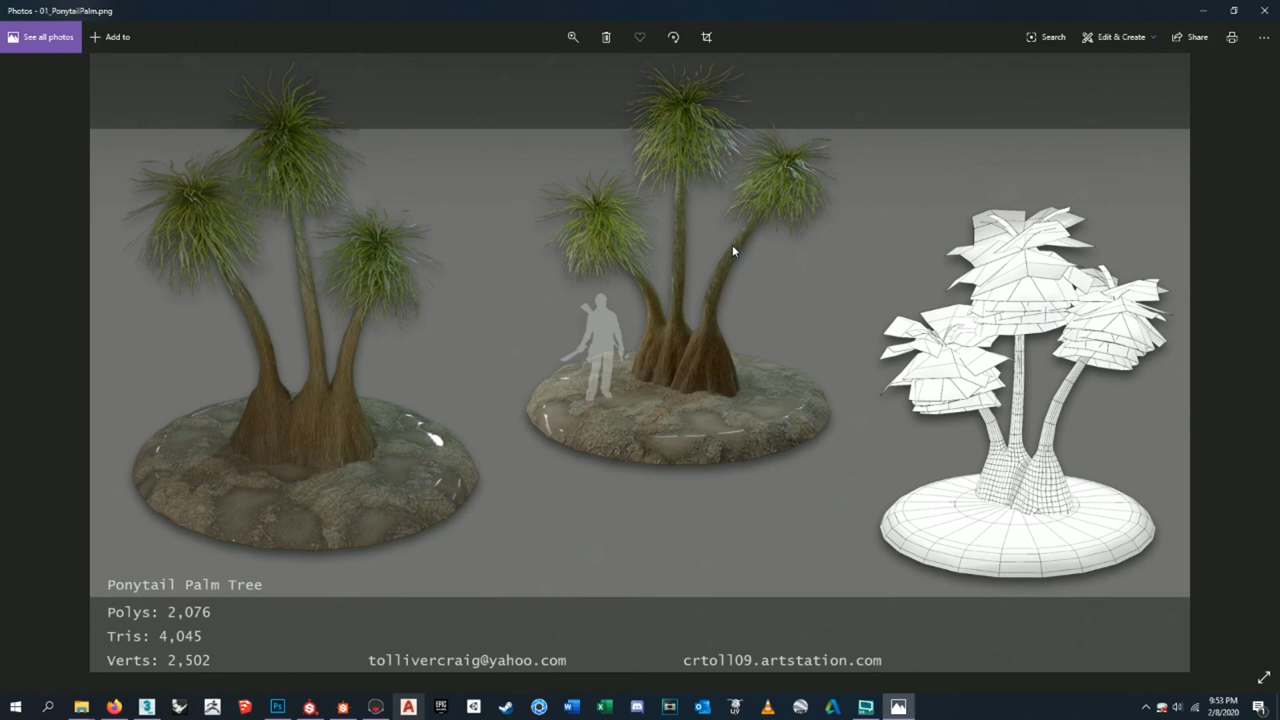 Photos - 01_PonytailPalm.png
See all photos
Add to
Search
Edit & Create
Share
Ponytail Palm Tree
Polys: 2,076
Tris: 4,045
Verts: 2,502
tollivercraig@yahoo.com
crtoll09.artstation.com
9:53 PM
2/8/2020